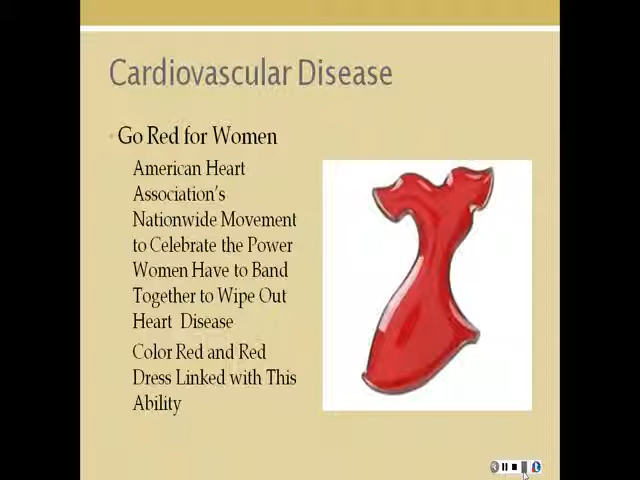 Cardiovascular Disease
Go Red for Women
American Heart
Association's
Nationwide Movement
to Celebrate the Power
Women Have to Band
Together to Wipe Out
Heart Disease
Color Red and Red
Dress Linked with This
Ability